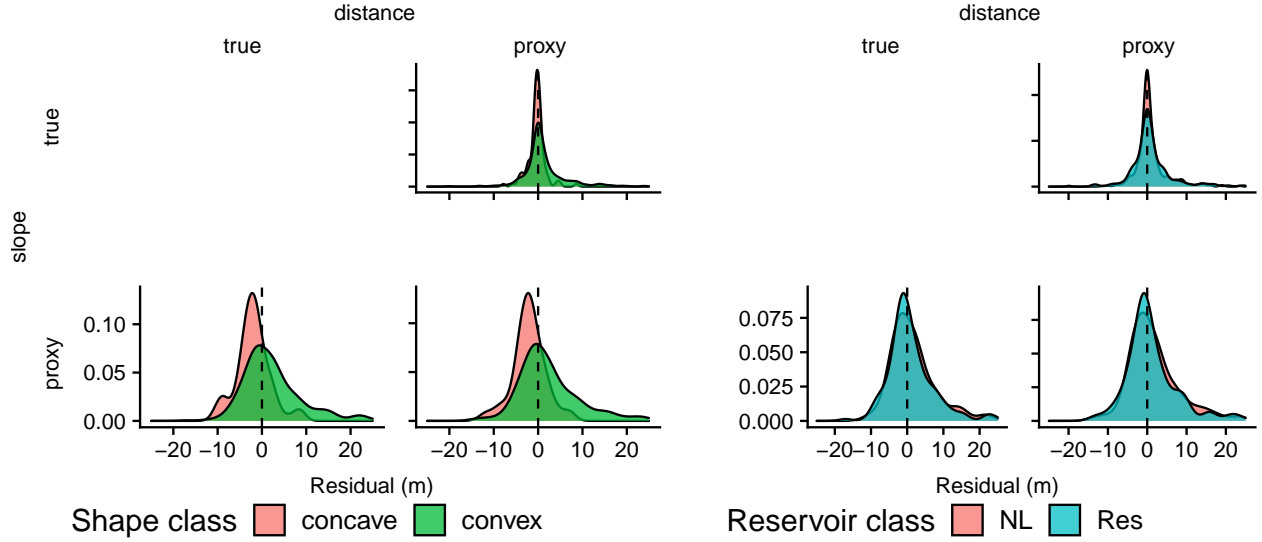 distance distance
true proxy true proxy
true
slope
proxy
0.10
0.05
0.00
0.075
0.050
0.025
0.000
−20 −10 0 10 20 −20 −10 0 10 20 −20 −10 0 10 20 −20 −10 0 10 20
Residual (m) Residual (m)
Shape class concave convex Reservoir class NL Res